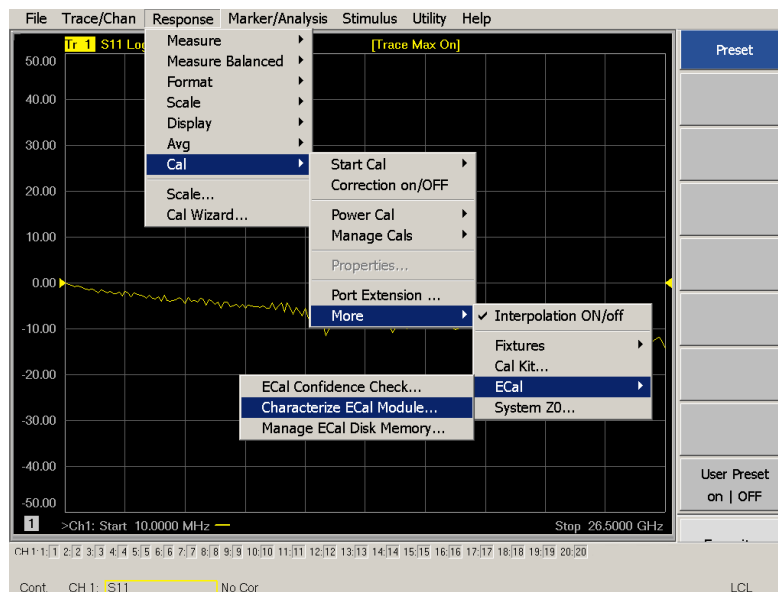 File Trace/Chan Response Marker/Analysis Stimulus Utility Help
Tr 1 S11 Log
[Trace Max On]
Preset
50.00
40.00
30.00
20.00
10.00
0.00
-10.00
-20.00
-30.00
-40.00
-50.00
Measure
Measure Balanced
Format
Scale
Display
Avg
Cal
Scale...
Cal Wizard...
Start Cal
Correction on/OFF
Power Cal
Manage Cals
Properties...
Port Extension ...
More
✓ Interpolation ON/off
Fixtures
Cal Kit...
ECal
System Z0...
ECal Confidence Check...
Characterize ECal Module...
Manage ECal Disk Memory...
User Preset
on | OFF
1 >Ch1: Start 10.0000 MHz
Stop 26.5000 GHz
CH 1: 1: 1 2: 2 3: 3 4: 4 5: 5 6: 6 7: 7 8: 8 9: 9 10: 10 11: 11 12: 12 13: 13 14: 14 15: 15 16: 16 17: 17 18: 18 19: 19 20: 20
Cont. CH 1: S11 No Cor LCL